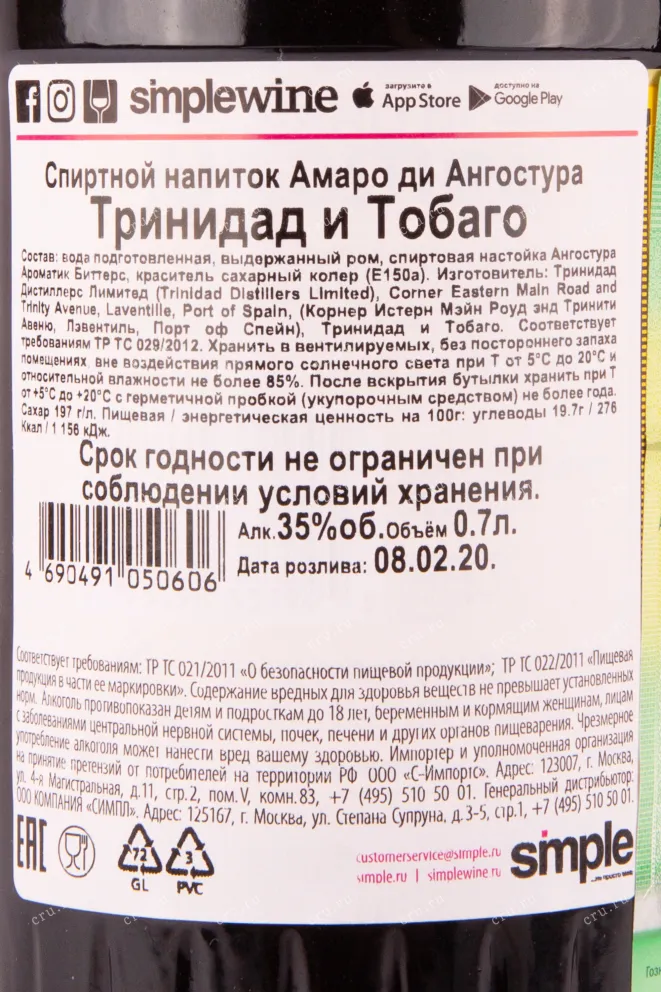 simplewine загрузите в App Store доступно на Google Play
Спиртной напиток Амаро ди Ангостура
Тринидад и Тобаго
Состав: вода подготовленная, выдержанный ром, спиртовая настойка Ангостура
Ароматик Биттерс, краситель сахарный колер (Е150а). Изготовитель: Тринидад
Дистиллерс Лимитед (Trinidad Distillers Limited), Corner Eastern Main Road and
Trinity Avenue, Laventille, Port of Spain, (Корнер Истерн Мэйн Роуд энд Тринити
Авеню, Лэвентиль, Порт оф Спейн), Тринидад и Тобаго. Соответствует
требованиям ТР ТС 029/2012. Хранить в вентилируемых, без постороннего запаха
помещениях, вне воздействия прямого солнечного света при Т от 5°С до 20°С и
относительной влажности не более 85%. После вскрытия бутылки хранить при Т
от +5°С до +20°С с герметичной пробкой (укупорочным средством) не более года.
Сахар 197 г/л. Пищевая / энергетическая ценность на 100г: углеводы 19.7г / 276
Ккал / 1 156 кДж.
Срок годности не ограничен при
соблюдении условий хранения.
Алк.35%об.Объём 0.7л.
Дата розлива: 08.02.20.
4 690491 050606
Соответствует требованиям: ТР ТС 021/2011 «О безопасности пищевой продукции»; ТР ТС 022/2011 «Пищевая
продукция в части ее маркировки». Содержание вредных для здоровья веществ не превышает установленных
норм. Алкоголь противопоказан детям и подросткам до 18 лет, беременным и кормящим женщинам, лицам
с заболеваниями центральной нервной системы, почек, печени и других органов пищеварения. Чрезмерное
употребление алкоголя может нанести вред вашему здоровью. Импортер и уполномоченная организация
на принятие претензий от потребителей на территории РФ ООО «С-Импортс». Адрес: 123007, г. Москва,
ул. 4-я Магистральная, д.11, стр.2, пом.V, комн.83, +7 (495) 510 50 01. Генеральный дистрибьютор:
ООО КОМПАНИЯ «СИМПЛ». Адрес: 125167, г. Москва, ул. Степана Супруна, д.3-5, стр.1, +7 (495) 510 50 01.
EAC
72
GL
3
PVC
customerservice@simple.ru
simple.ru | simplewine.ru
simple
...мы просто вино
cru.ru